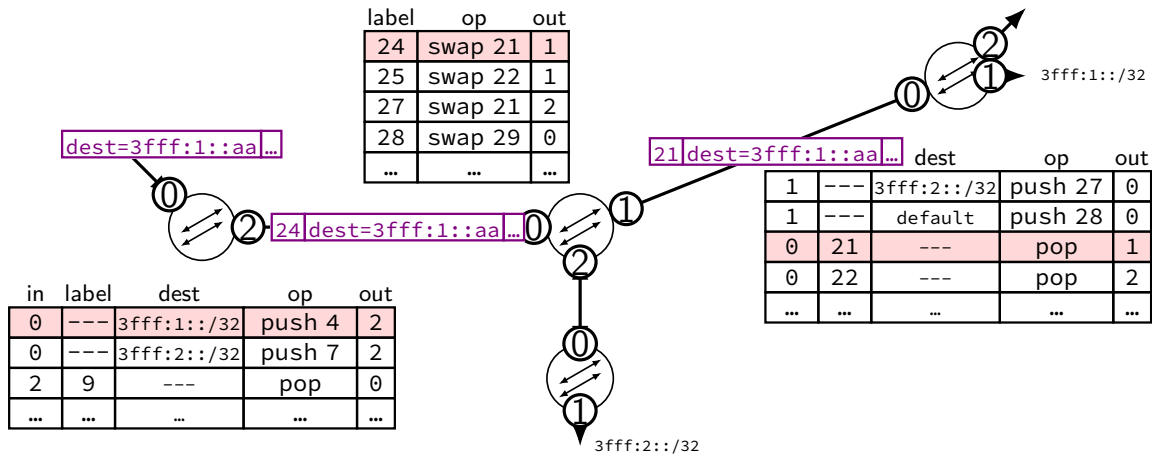 label op out
24 swap 21 1
25 swap 22 1
27 swap 21 2
28 swap 29 0
… … …
2
1
0
3fff:1::/32
dest=3fff:1::aa …
0
2
24 dest=3fff:1::aa …
0
1
2
21 dest=3fff:1::aa …
dest op out
1 --- 3fff:2::/32 push 27 0
1 --- default push 28 0
0 21 --- pop 1
0 22 --- pop 2
… … … … …
in label dest op out
0 --- 3fff:1::/32 push 4 2
0 --- 3fff:2::/32 push 7 2
2 9 --- pop 0
… … … … …
0
1
3fff:2::/32